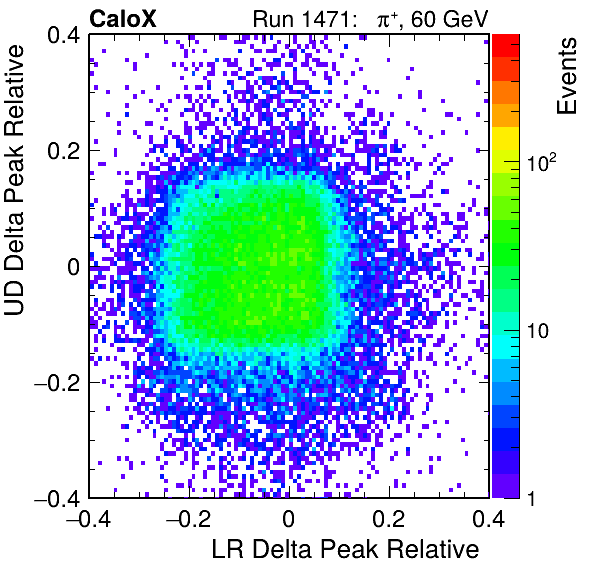 CaloX Run 1471: π⁺, 60 GeV
Events
UD Delta Peak Relative
0.4
0.2
0
−0.2
−0.4
−0.4 −0.2 0 0.2 0.4
LR Delta Peak Relative
10²
10
1